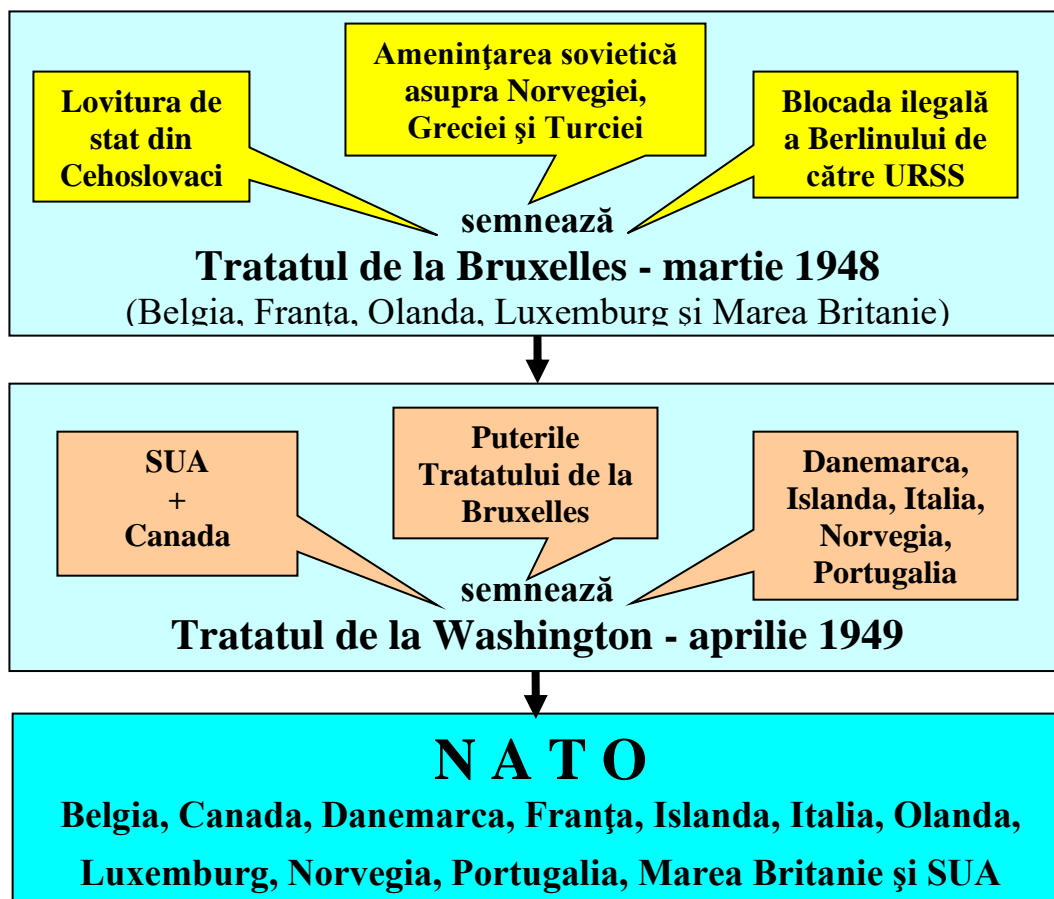 Lovitura de
stat din
Cehoslovaci
Ameninţarea sovietică
asupra Norvegiei,
Greciei şi Turciei
Blocada ilegală
a Berlinului de
către URSS
semnează
Tratatul de la Bruxelles - martie 1948
(Belgia, Franţa, Olanda, Luxemburg şi Marea Britanie)
SUA
+
Canada
Puterile
Tratatului de la
Bruxelles
Danemarca,
Islanda, Italia,
Norvegia,
Portugalia
semnează
Tratatul de la Washington - aprilie 1949
N A T O
Belgia, Canada, Danemarca, Franţa, Islanda, Italia, Olanda,
Luxemburg, Norvegia, Portugalia, Marea Britanie şi SUA